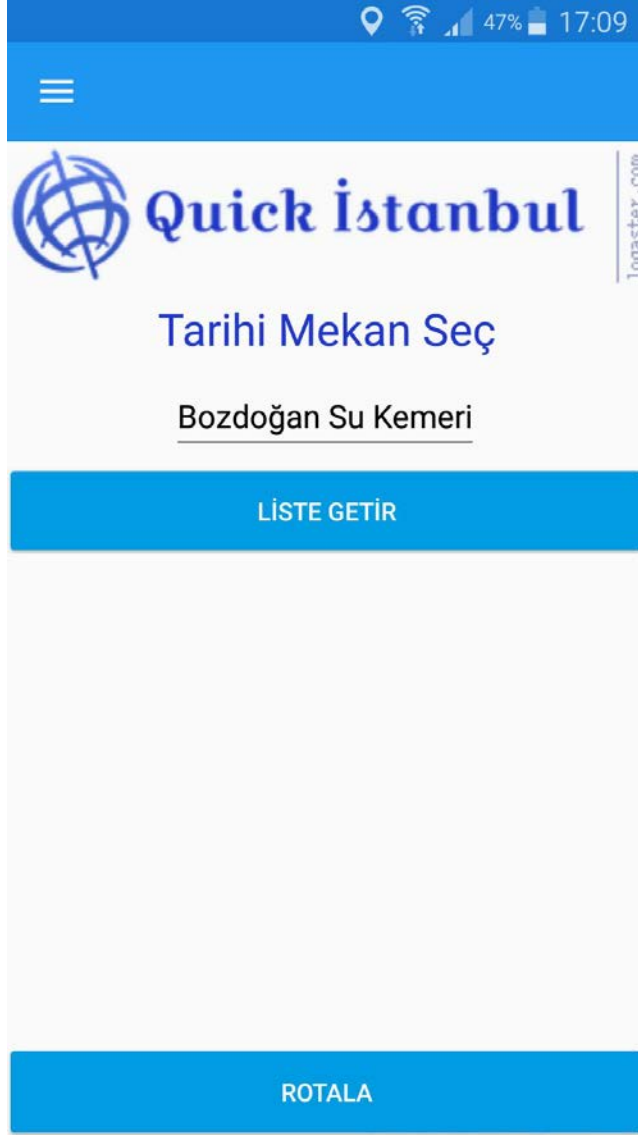 47% 17:09
Quick İstanbul
logaster.com
Tarihi Mekan Seç
Bozdoğan Su Kemeri
LİSTE GETİR
ROTALA